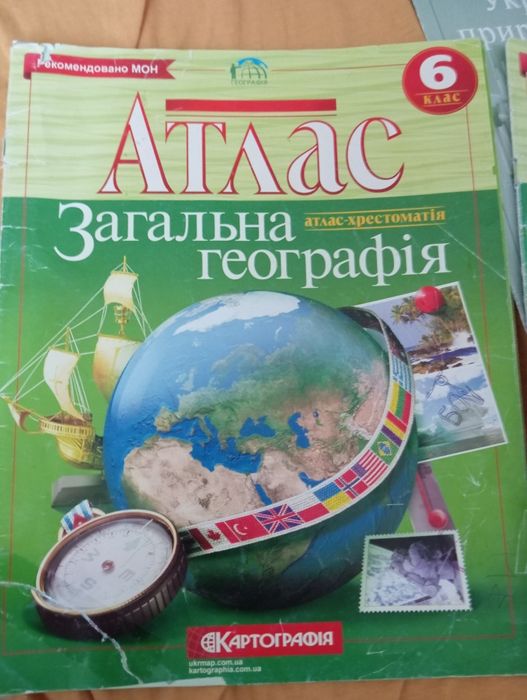 Рекомендовано МОН
ГЕОГРАФІЯ
6
клас
Атлас
Загальна
атлас-хрестоматія
географія
КАРТОГРАФІЯ
ukrmap.com.ua
kartographia.com.ua